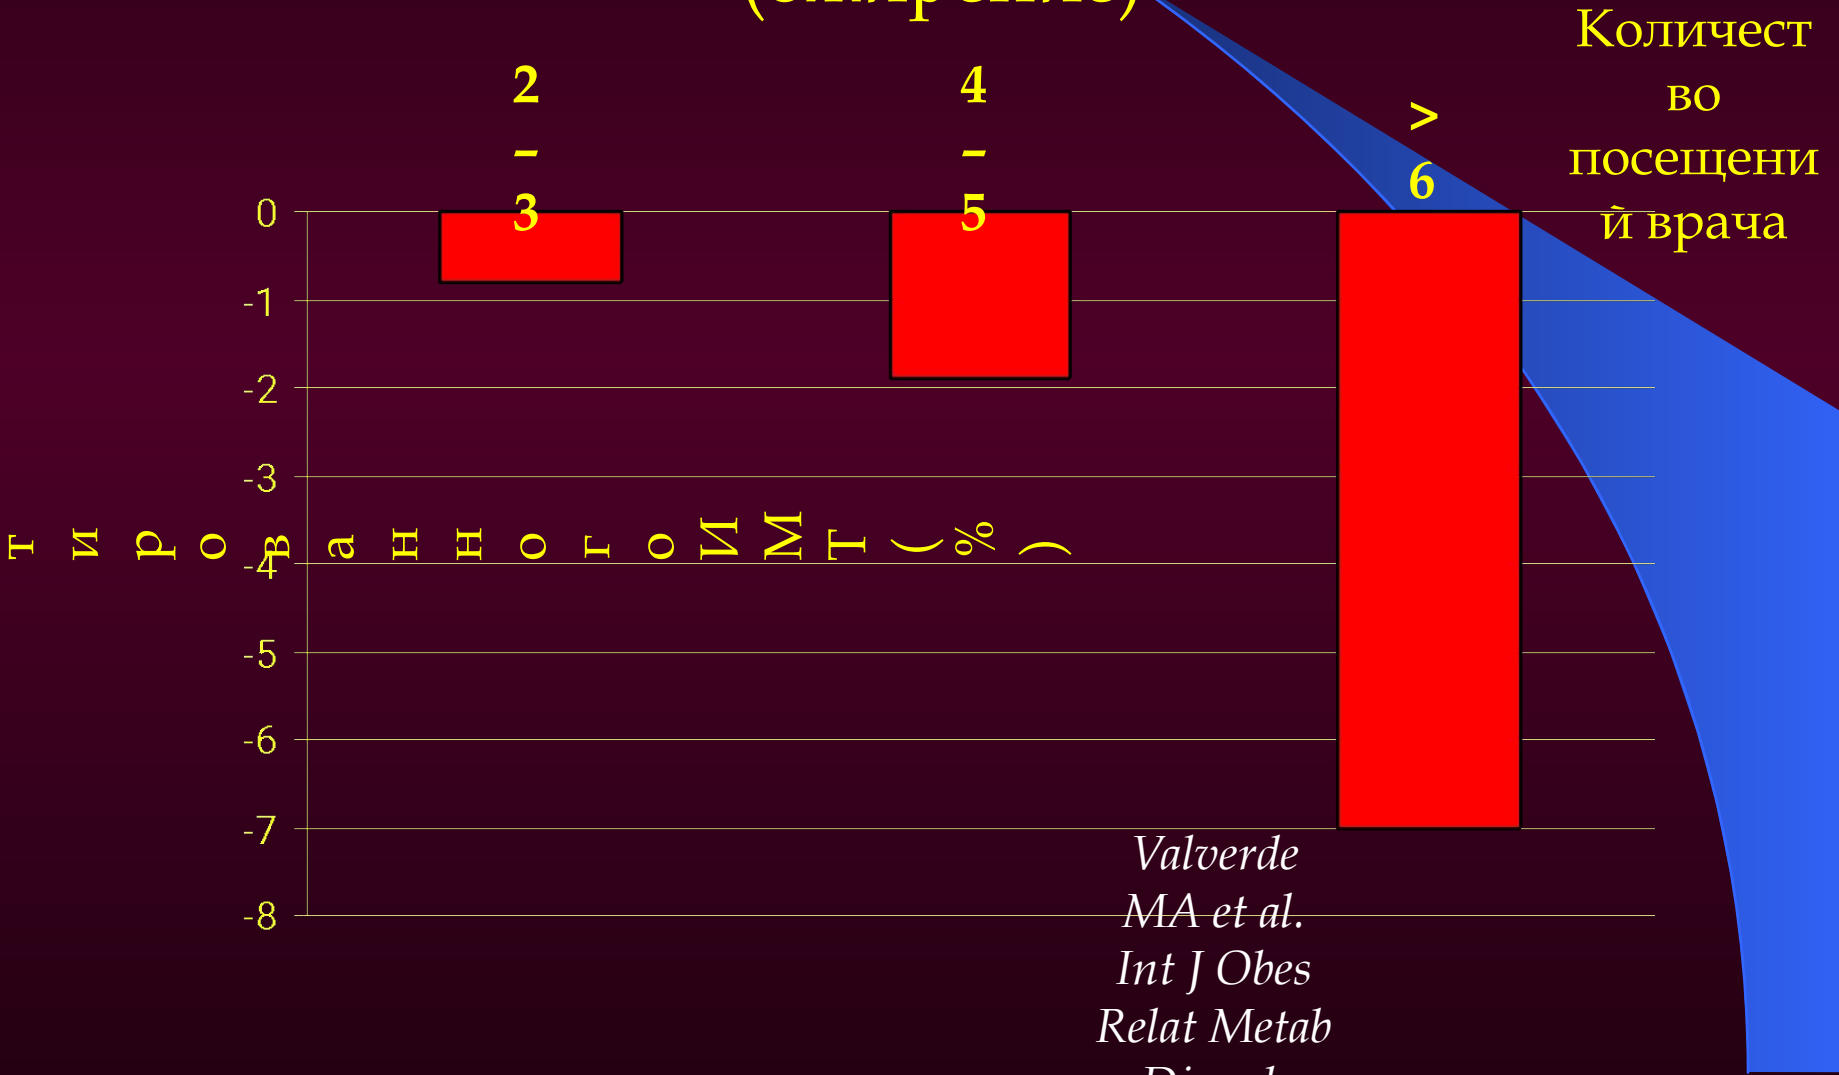 Количест
во
посещени
й врача
2
–
3
4
–
5
>
6
0
-1
-2
-3
-4
-5
-6
-7
-8
тированногоИМТ(%)
Valverde
MA et al.
Int J Obes
Relat Metab